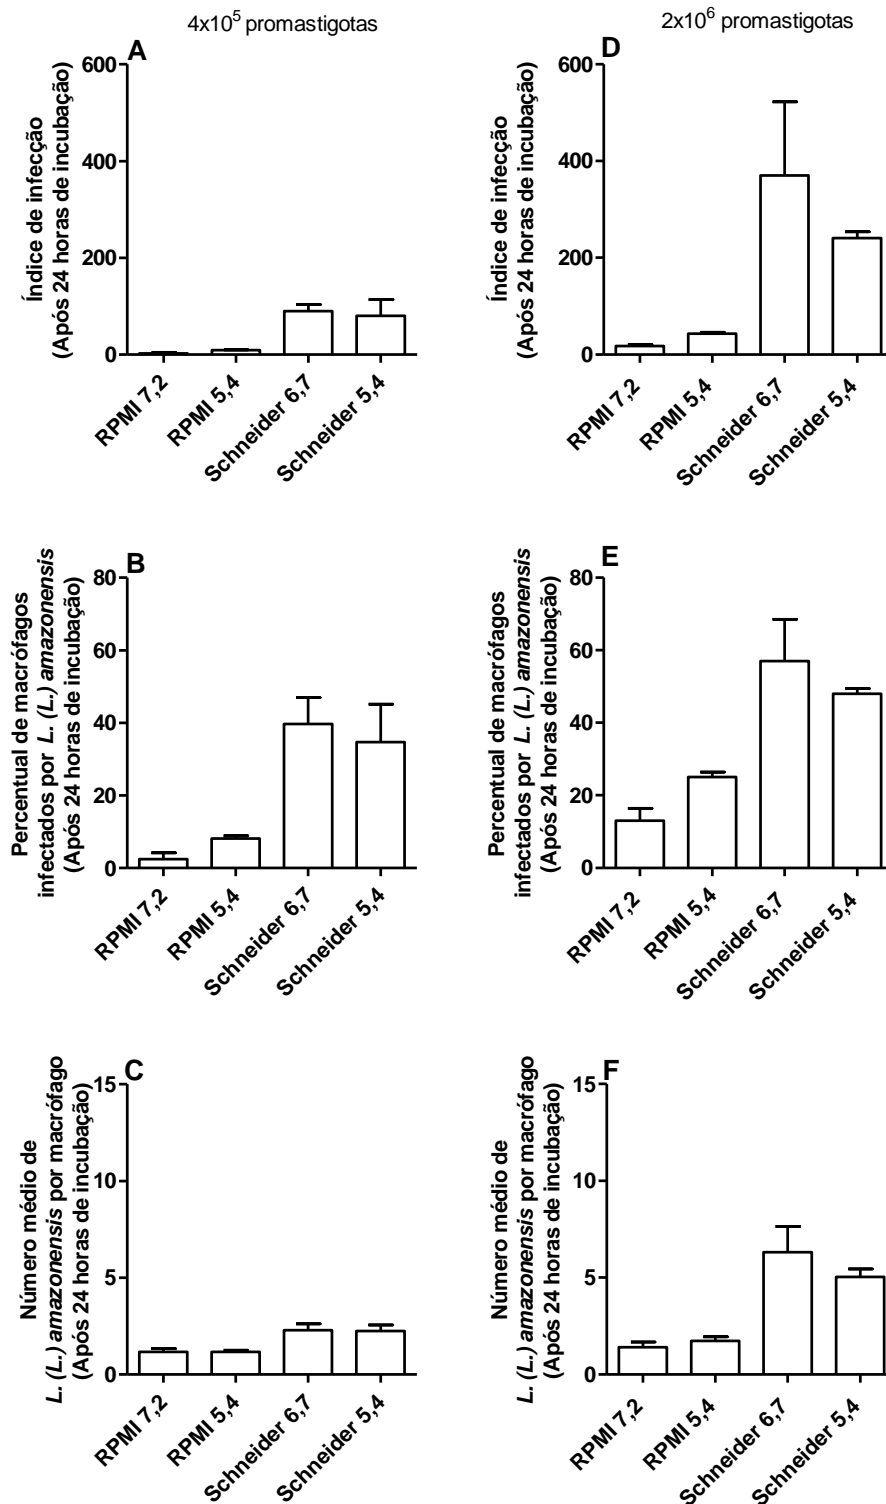 4x10⁵ promastigotas
A
Índice de infecção
(Após 24 horas de incubação)
600
400
200
0
RPMI 7,2
RPMI 5,4
Schneider 6,7
Schneider 5,4
2x10⁶ promastigotas
D
Índice de infecção
(Após 24 horas de incubação)
600
400
200
0
RPMI 7,2
RPMI 5,4
Schneider 6,7
Schneider 5,4
B
Percentual de macrófagos
infectados por L. (L.) amazonensis
(Após 24 horas de incubação)
80
60
40
20
0
RPMI 7,2
RPMI 5,4
Schneider 6,7
Schneider 5,4
E
Percentual de macrófagos
infectados por L. (L.) amazonensis
(Após 24 horas de incubação)
80
60
40
20
0
RPMI 7,2
RPMI 5,4
Schneider 6,7
Schneider 5,4
C
Número médio de
L. (L.) amazonensis por macrófago
(Após 24 horas de incubação)
15
10
5
0
RPMI 7,2
RPMI 5,4
Schneider 6,7
Schneider 5,4
F
Número médio de
L. (L.) amazonensis por macrófago
(Após 24 horas de incubação)
15
10
5
0
RPMI 7,2
RPMI 5,4
Schneider 6,7
Schneider 5,4